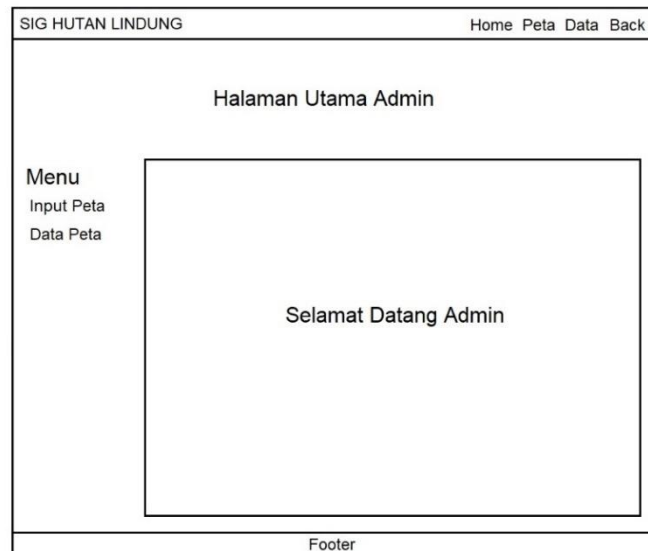 SIG HUTAN LINDUNG
Home Peta Data Back
Halaman Utama Admin
Menu
Input Peta
Data Peta
Selamat Datang Admin
Footer